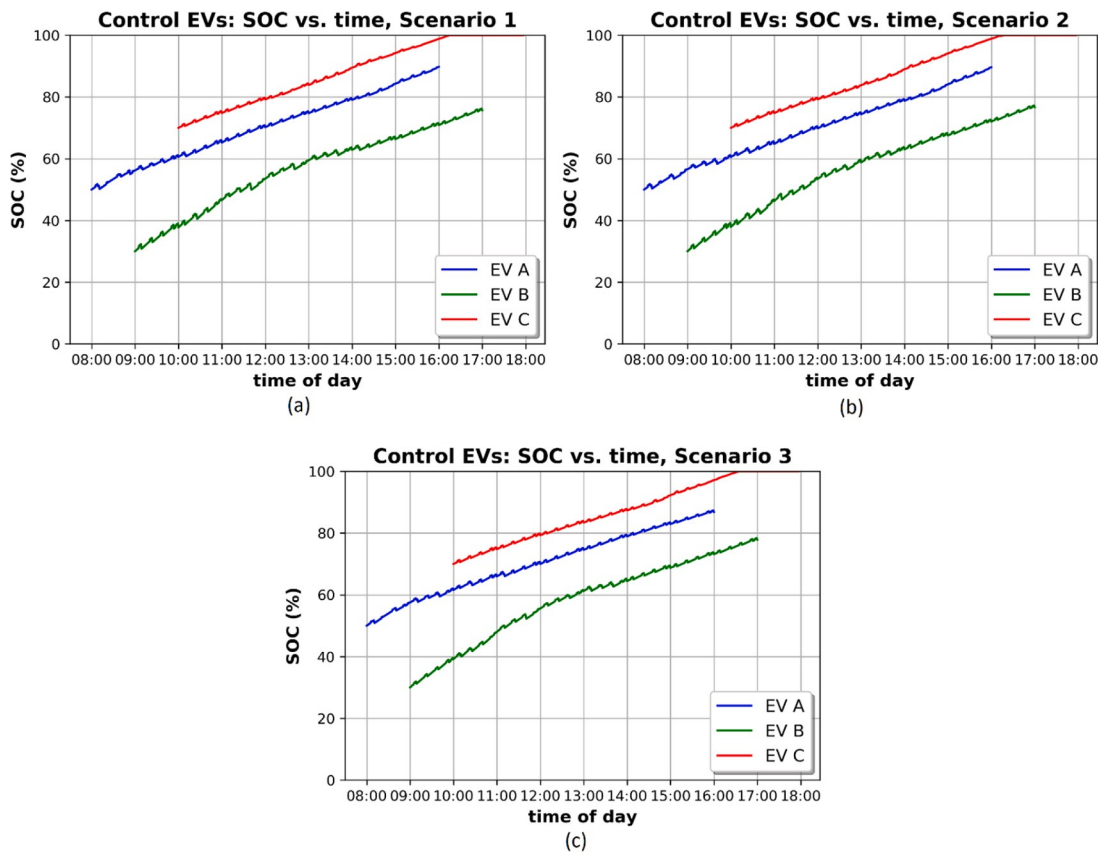 Control EVs: SOC vs. time, Scenario 1
100
80
60
40
20
0
SOC (%)
EV A
EV B
EV C
08:00 09:00 10:00 11:00 12:00 13:00 14:00 15:00 16:00 17:00 18:00
time of day
(a)
Control EVs: SOC vs. time, Scenario 2
100
80
60
40
20
0
SOC (%)
EV A
EV B
EV C
08:00 09:00 10:00 11:00 12:00 13:00 14:00 15:00 16:00 17:00 18:00
time of day
(b)
Control EVs: SOC vs. time, Scenario 3
100
80
60
40
20
0
SOC (%)
EV A
EV B
EV C
08:00 09:00 10:00 11:00 12:00 13:00 14:00 15:00 16:00 17:00 18:00
time of day
(c)